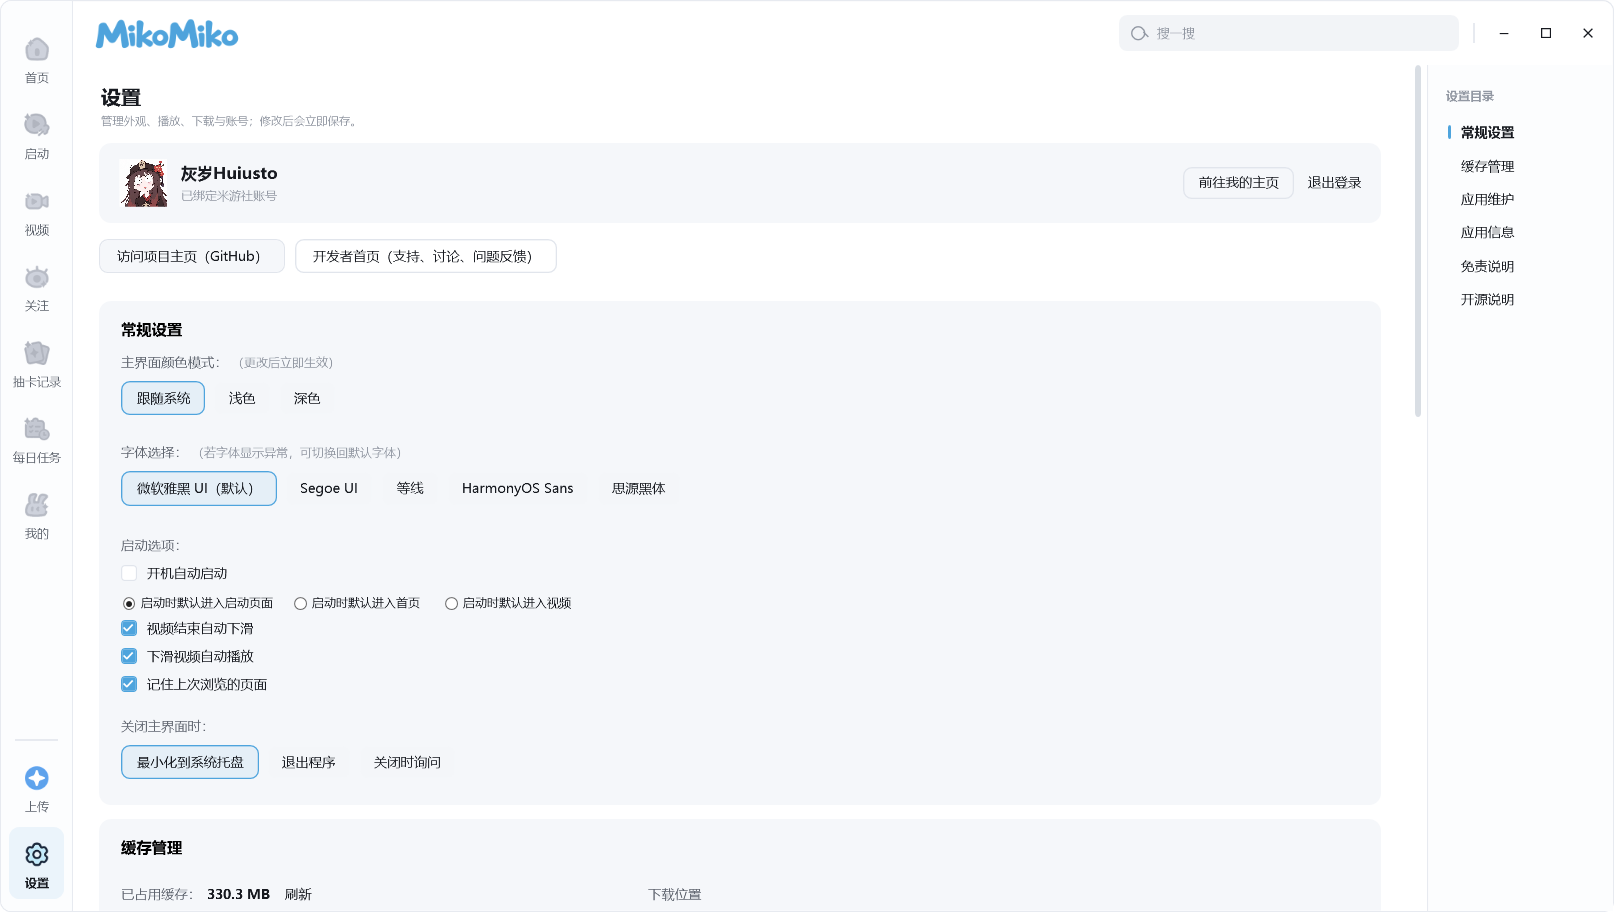 MikoMiko
搜一搜
首页
启动
视频
关注
抽卡记录
每日任务
我的
上传
设置
设置
管理外观、播放、下载与账号；修改后会立即保存。
灰岁Huiusto
已绑定米游社账号
前往我的主页 退出登录
访问项目主页（GitHub） 开发者首页（支持、讨论、问题反馈）
常规设置
主界面颜色模式： （更改后立即生效）
跟随系统 浅色 深色
字体选择： （若字体显示异常，可切换回默认字体）
微软雅黑 UI（默认） Segoe UI 等线 HarmonyOS Sans 思源黑体
启动选项：
开机自动启动
启动时默认进入启动页面 启动时默认进入首页 启动时默认进入视频
视频结束自动下滑
下滑视频自动播放
记住上次浏览的页面
关闭主界面时：
最小化到系统托盘 退出程序 关闭时询问
缓存管理
已占用缓存： 330.3 MB 刷新 下载位置
设置目录
常规设置
缓存管理
应用维护
应用信息
免责说明
开源说明